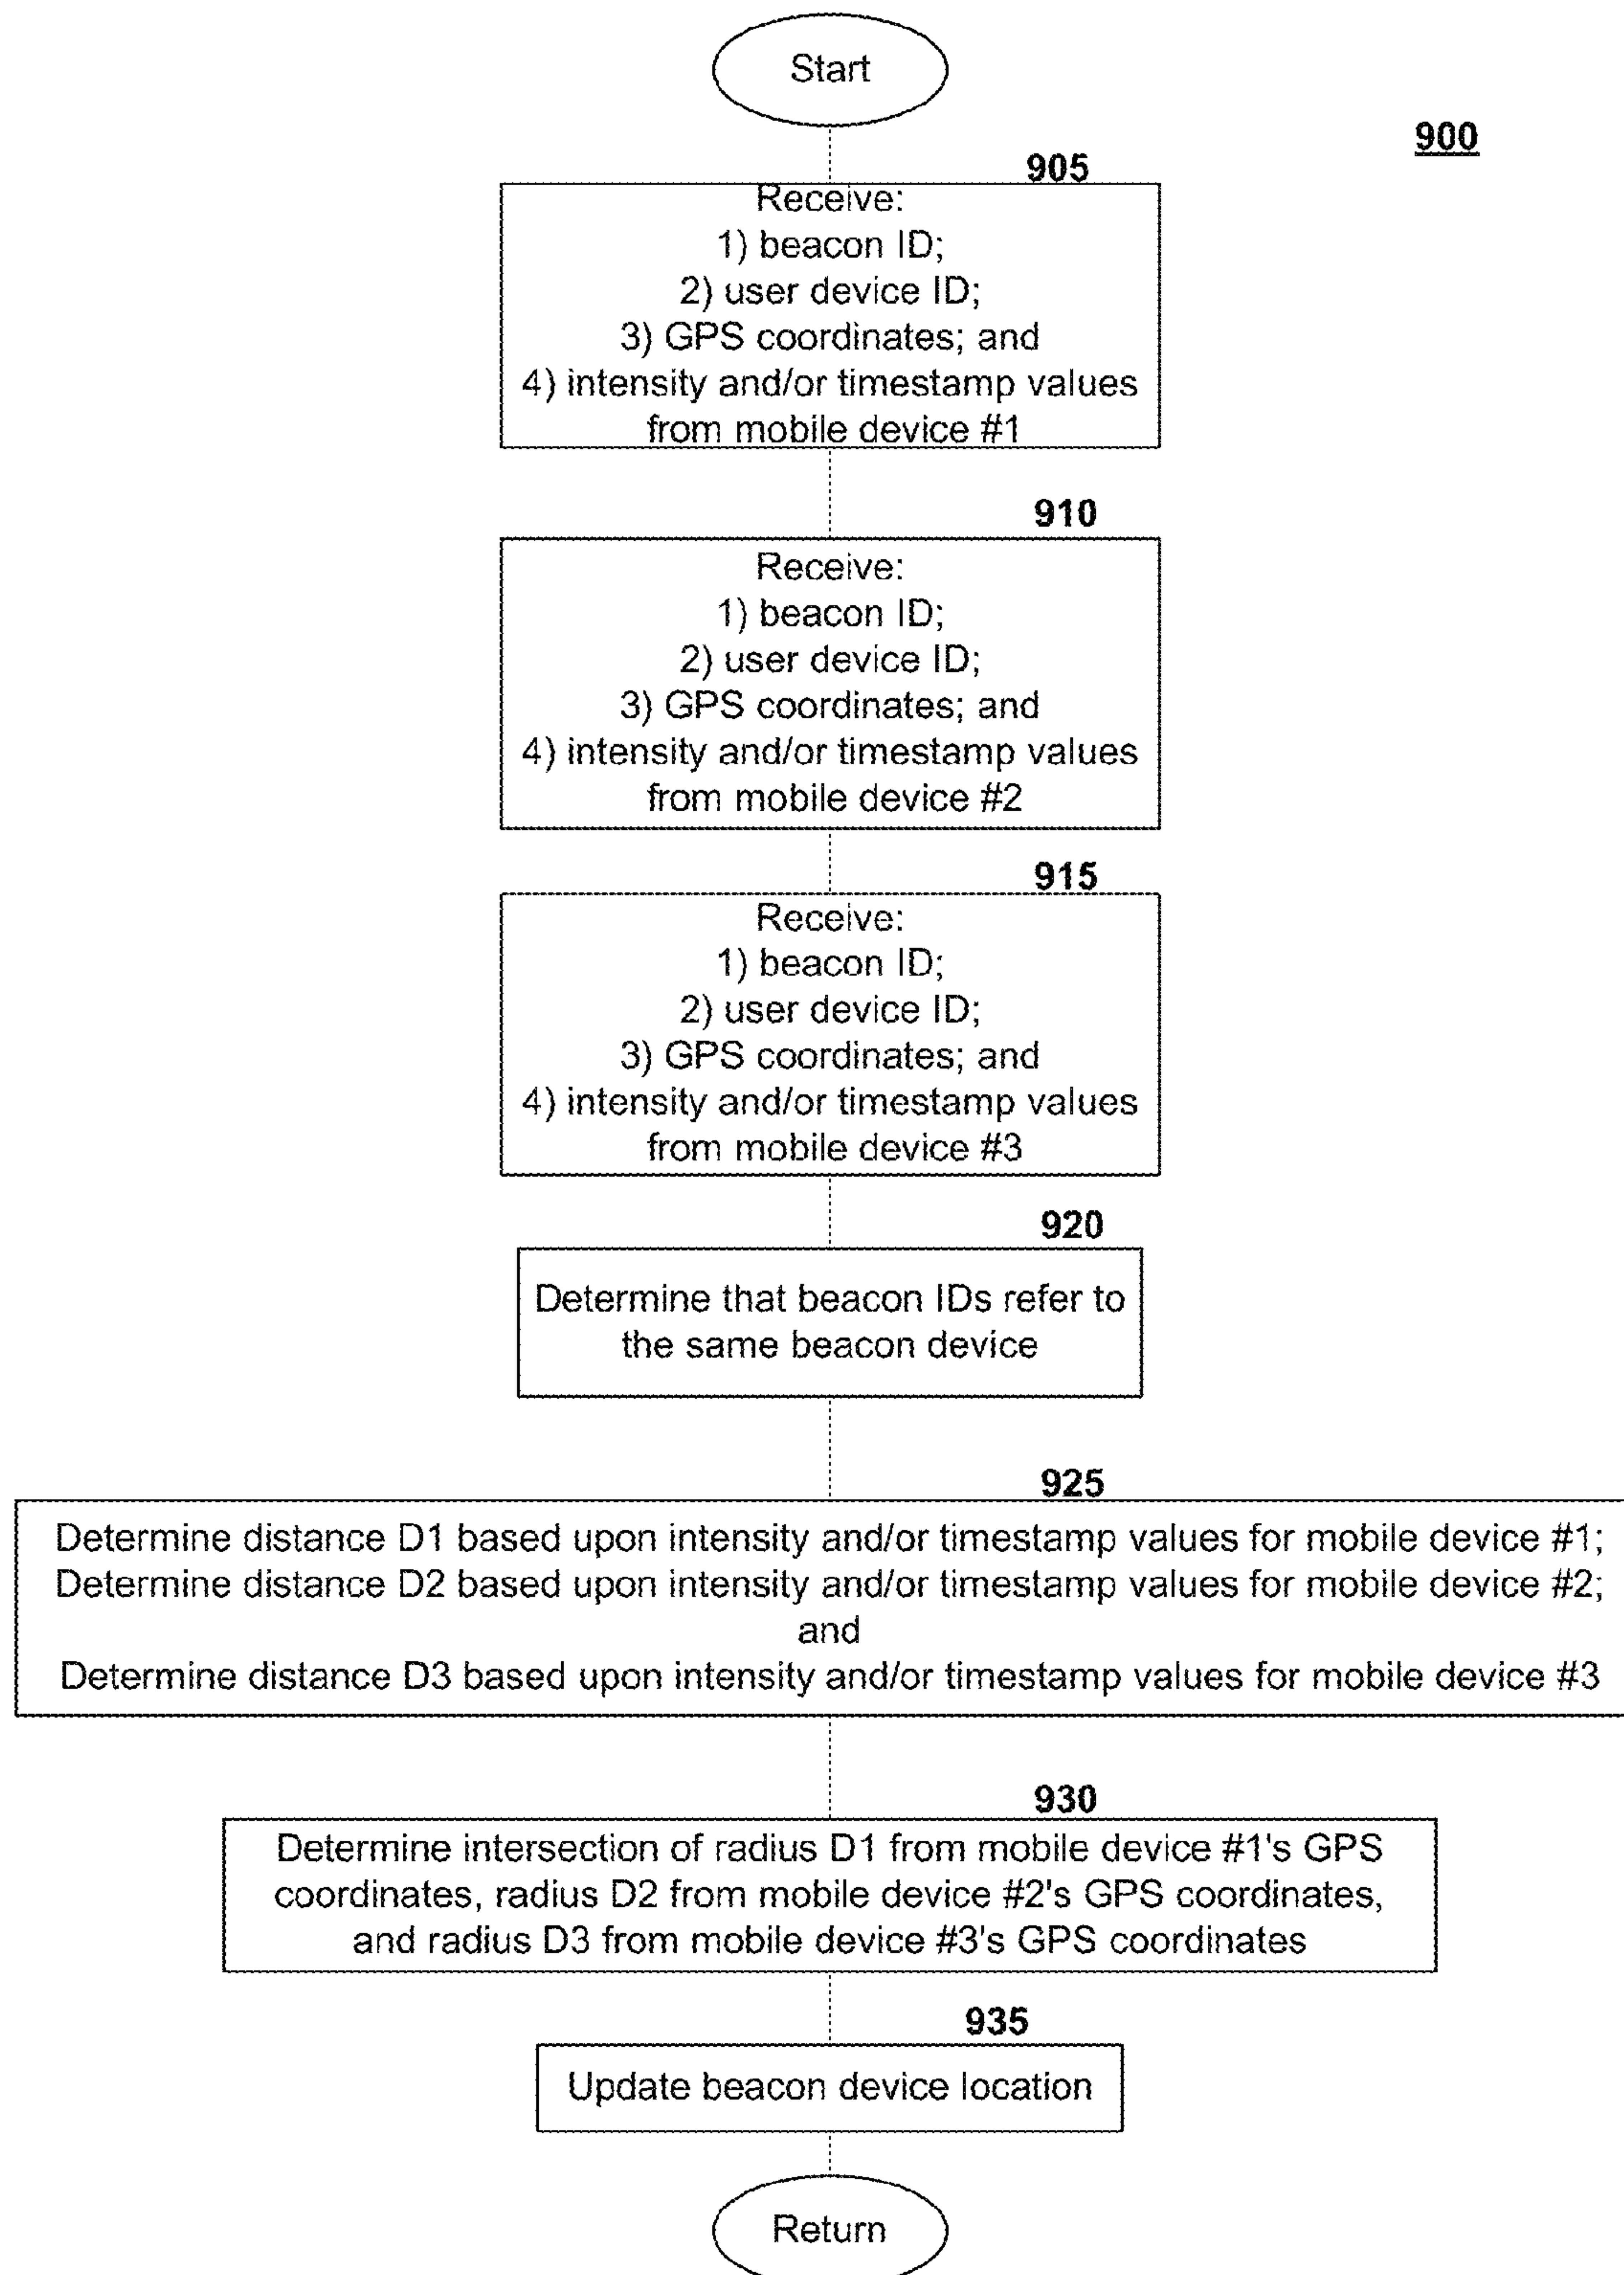 Start
900
905
Receive:
1) beacon ID;
2) user device ID;
3) GPS coordinates; and
4) intensity and/or timestamp values
from mobile device #1
910
Receive:
1) beacon ID;
2) user device ID;
3) GPS coordinates; and
4) intensity and/or timestamp values
from mobile device #2
915
Receive:
1) beacon ID;
2) user device ID;
3) GPS coordinates; and
4) intensity and/or timestamp values
from mobile device #3
920
Determine that beacon IDs refer to
the same beacon device
925
Determine distance D1 based upon intensity and/or timestamp values for mobile device #1;
Determine distance D2 based upon intensity and/or timestamp values for mobile device #2;
and
Determine distance D3 based upon intensity and/or timestamp values for mobile device #3
930
Determine intersection of radius D1 from mobile device #1's GPS
coordinates, radius D2 from mobile device #2's GPS coordinates,
and radius D3 from mobile device #3's GPS coordinates
935
Update beacon device location
Return